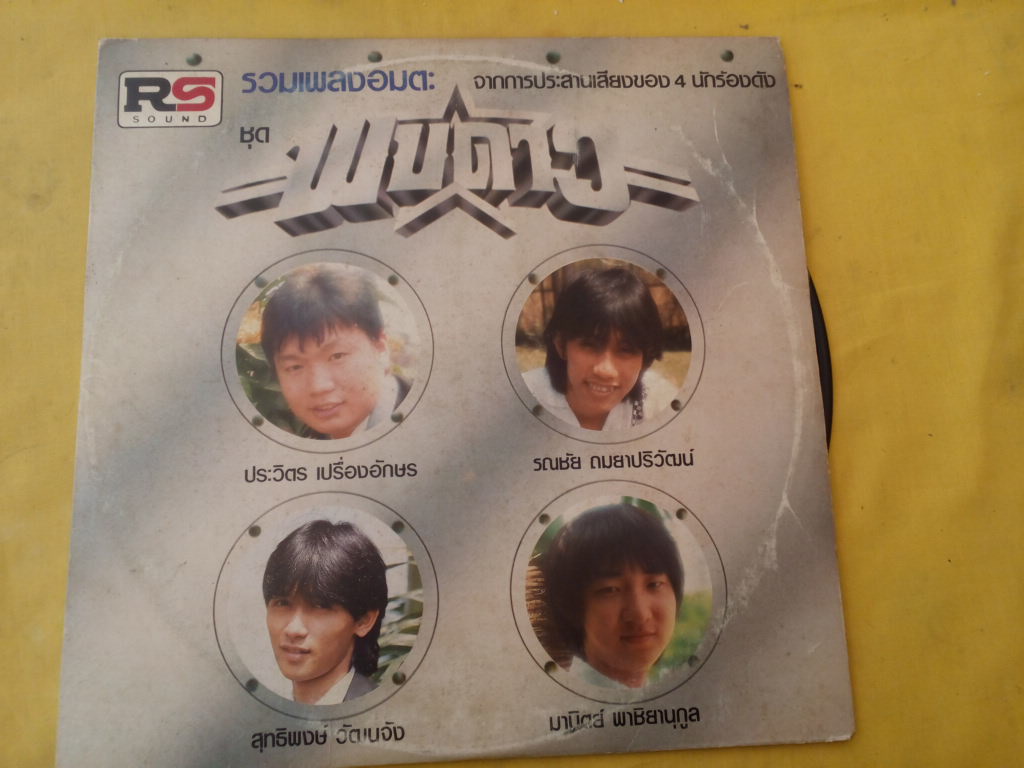 RS
SOUND
รวมเพลงอมตะ
จากการประสานเสียงของ 4 นักร้องดัง
ชุด
พบดาว
ประวิตร เปรื่องอักษร
รณชัย ถมยาปริวัฒน์
สุทธิพงษ์ วัฒนจัง
มานิตส์ พาชิยานุกูล